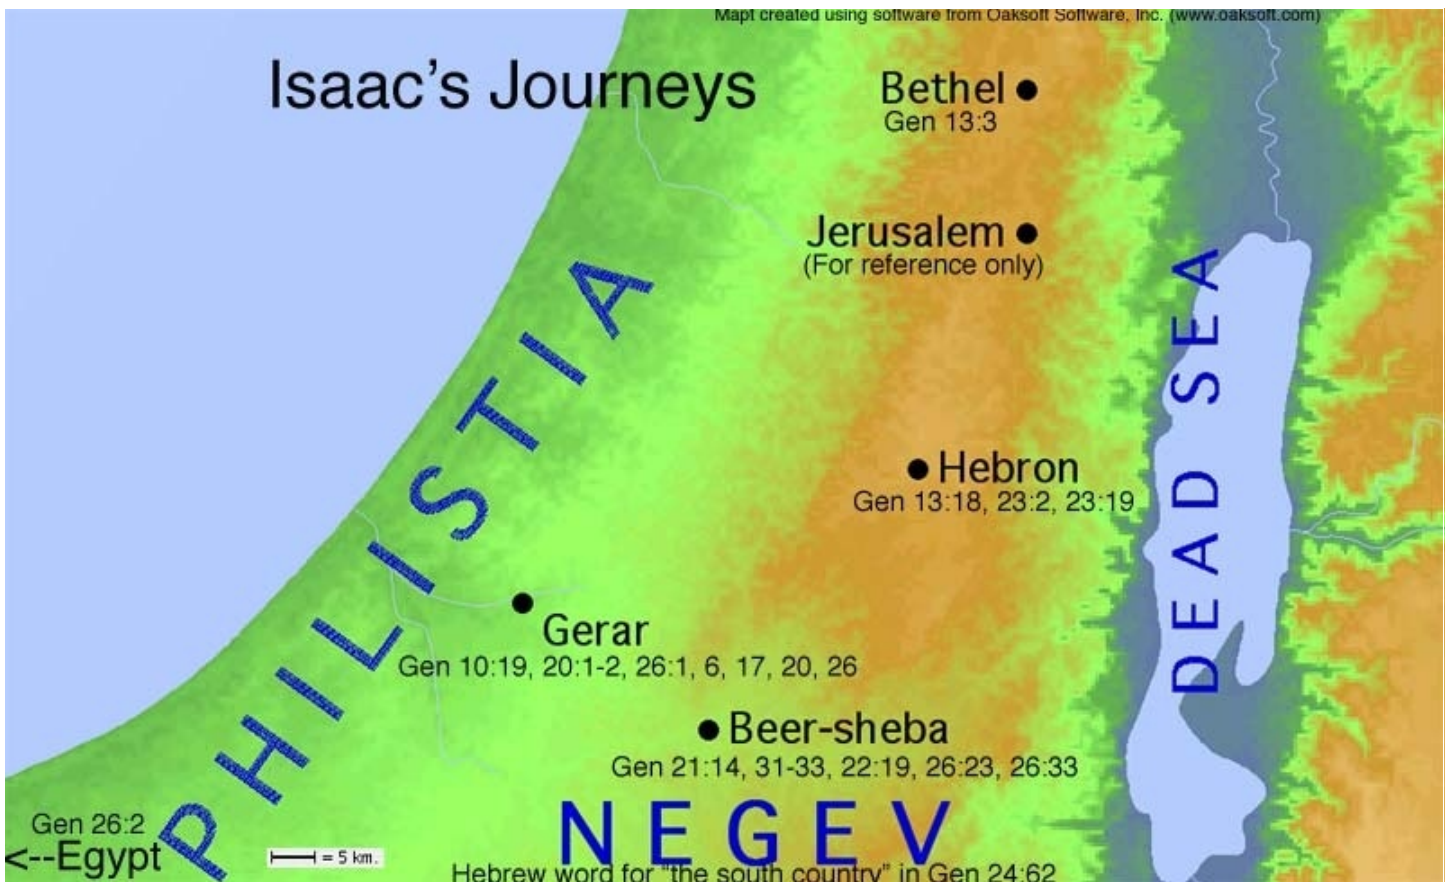 Mapt created using software from Oaksoft Software, Inc. (www.oaksoft.com)
Isaac's Journeys
Bethel
Gen 13:3
Jerusalem
(For reference only)
PHILISTIA
DEAD SEA
Hebron
Gen 13:18, 23:2, 23:19
Gerar
Gen 10:19, 20:1-2, 26:1, 6, 17, 20, 26
Beer-sheba
Gen 21:14, 31-33, 22:19, 26:23, 26:33
NEGEV
Hebrew word for "the south country" in Gen 24:62
Gen 26:2
<--Egypt
= 5 km.